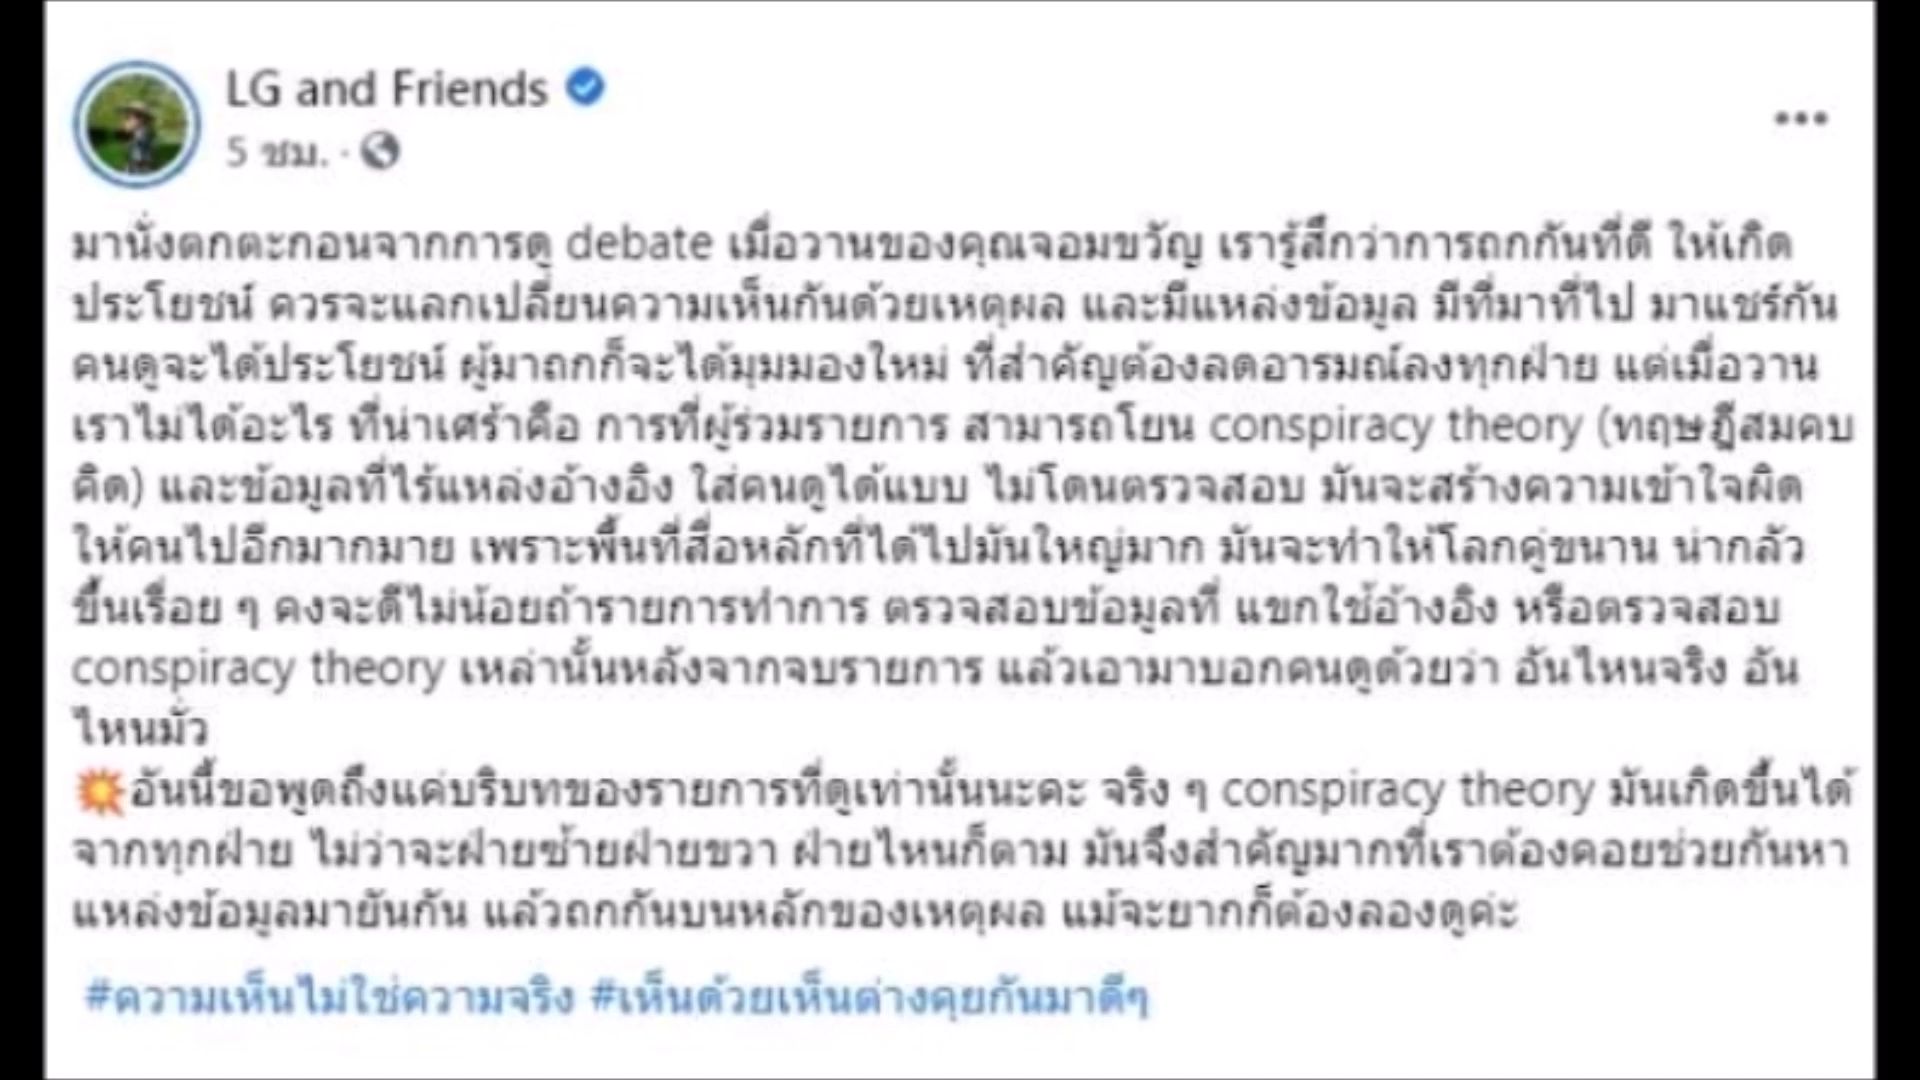 LG and Friends
5 ชม. ·
มานั่งตกตะกอนจากการดู debate เมื่อวานของคุณจอมขวัญ เรารู้สึกว่าการถกกันที่ดี ให้เกิด
ประโยชน์ ควรจะแลกเปลี่ยนความเห็นกันด้วยเหตุผล และมีแหล่งข้อมูล มีที่มาที่ไป มาแชร์กัน
คนดูจะได้ประโยชน์ ผู้มาถกก็จะได้มุมมองใหม่ ที่สำคัญต้องลดอารมณ์ลงทุกฝ่าย แต่เมื่อวาน
เราไม่ได้อะไร ที่น่าเศร้าคือ การที่ผู้ร่วมรายการ สามารถโยน conspiracy theory (ทฤษฎีสมคบ
คิด) และข้อมูลที่ไร้แหล่งอ้างอิง ใส่คนดูได้แบบ ไม่โดนตรวจสอบ มันจะสร้างความเข้าใจผิด
ให้คนไปอีกมากมาย เพราะพื้นที่สื่อหลักที่ได้ไปมันใหญ่มาก มันจะทำให้โลกคู่ขนาน น่ากลัว
ขึ้นเรื่อย ๆ คงจะดีไม่น้อยถ้ารายการทำการ ตรวจสอบข้อมูลที่ แขกใช้อ้างอิง หรือตรวจสอบ
conspiracy theory เหล่านั้นหลังจากจบรายการ แล้วเอามาบอกคนดูด้วยว่า อันไหนจริง อัน
ไหนมั่ว
💥อันนี้ขอพูดถึงแค่บริบทของรายการที่ดูเท่านั้นนะคะ จริง ๆ conspiracy theory มันเกิดขึ้นได้
จากทุกฝ่าย ไม่ว่าจะฝ่ายซ้ายฝ่ายขวา ฝ่ายไหนก็ตาม มันจึงสำคัญมากที่เราต้องคอยช่วยกันหา
แหล่งข้อมูลมายันกัน แล้วถกกันบนหลักของเหตุผล แม้จะยากก็ต้องลองดูค่ะ
#ความเห็นไม่ใช่ความจริง #เห็นด้วยเห็นต่างคุยกันมาดีๆ